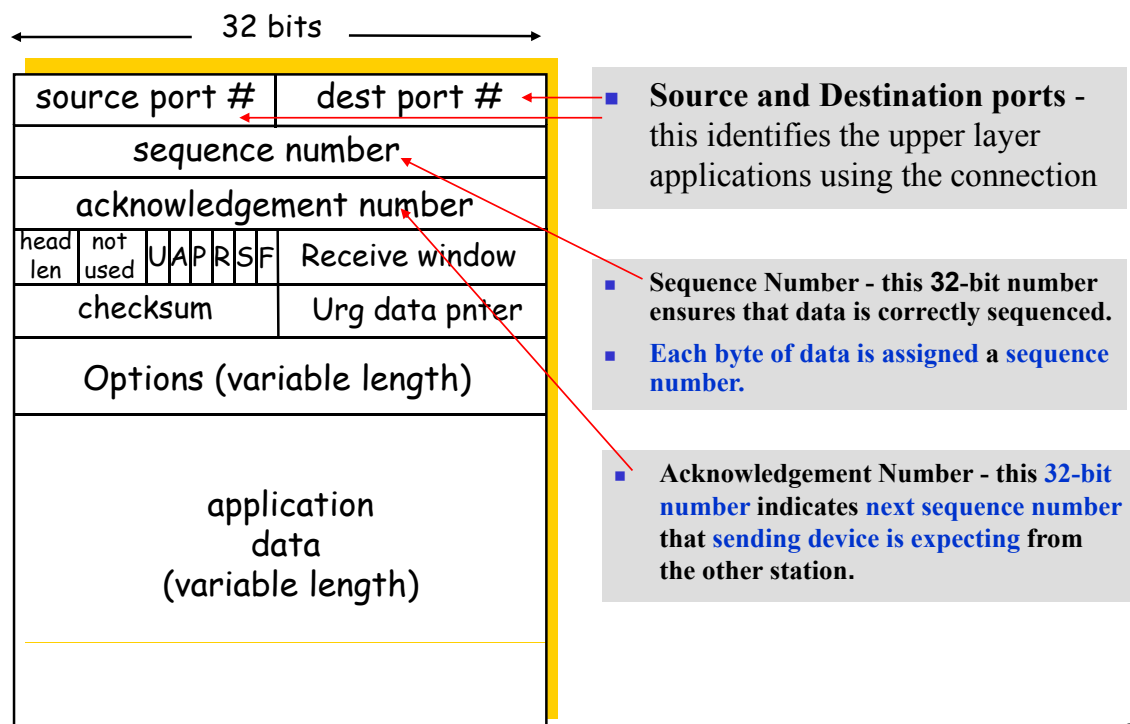 32 bits
source port #
dest port #
sequence number
acknowledgement number
head
len
not
used
U A P R S F
Receive window
checksum
Urg data pnter
Options (variable length)
application
data
(variable length)
▪ Source and Destination ports -
this identifies the upper layer
applications using the connection
▪ Sequence Number - this 32-bit number
ensures that data is correctly sequenced.
▪ Each byte of data is assigned a sequence
number.
▪ Acknowledgement Number - this 32-bit
number indicates next sequence number
that sending device is expecting from
the other station.